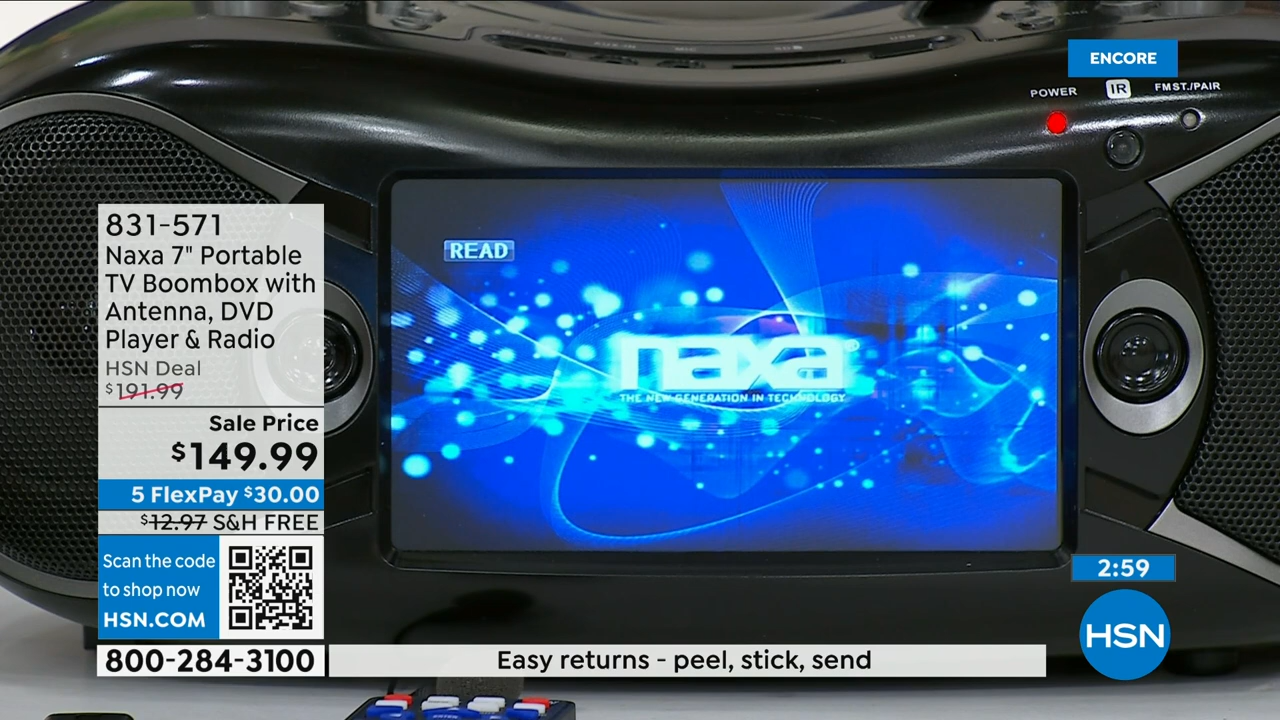 ENCORE
POWER
IR
FM ST./PAIR
READ
naxa
THE NEW GENERATION IN TECHNOLOGY
831-571
Naxa 7" Portable
TV Boombox with
Antenna, DVD
Player & Radio
HSN Deal
$191.99
Sale Price
$149.99
5 FlexPay $30.00
$12.97 S&H FREE
Scan the code
to shop now
HSN.COM
800-284-3100
Easy returns - peel, stick, send
2:59
HSN